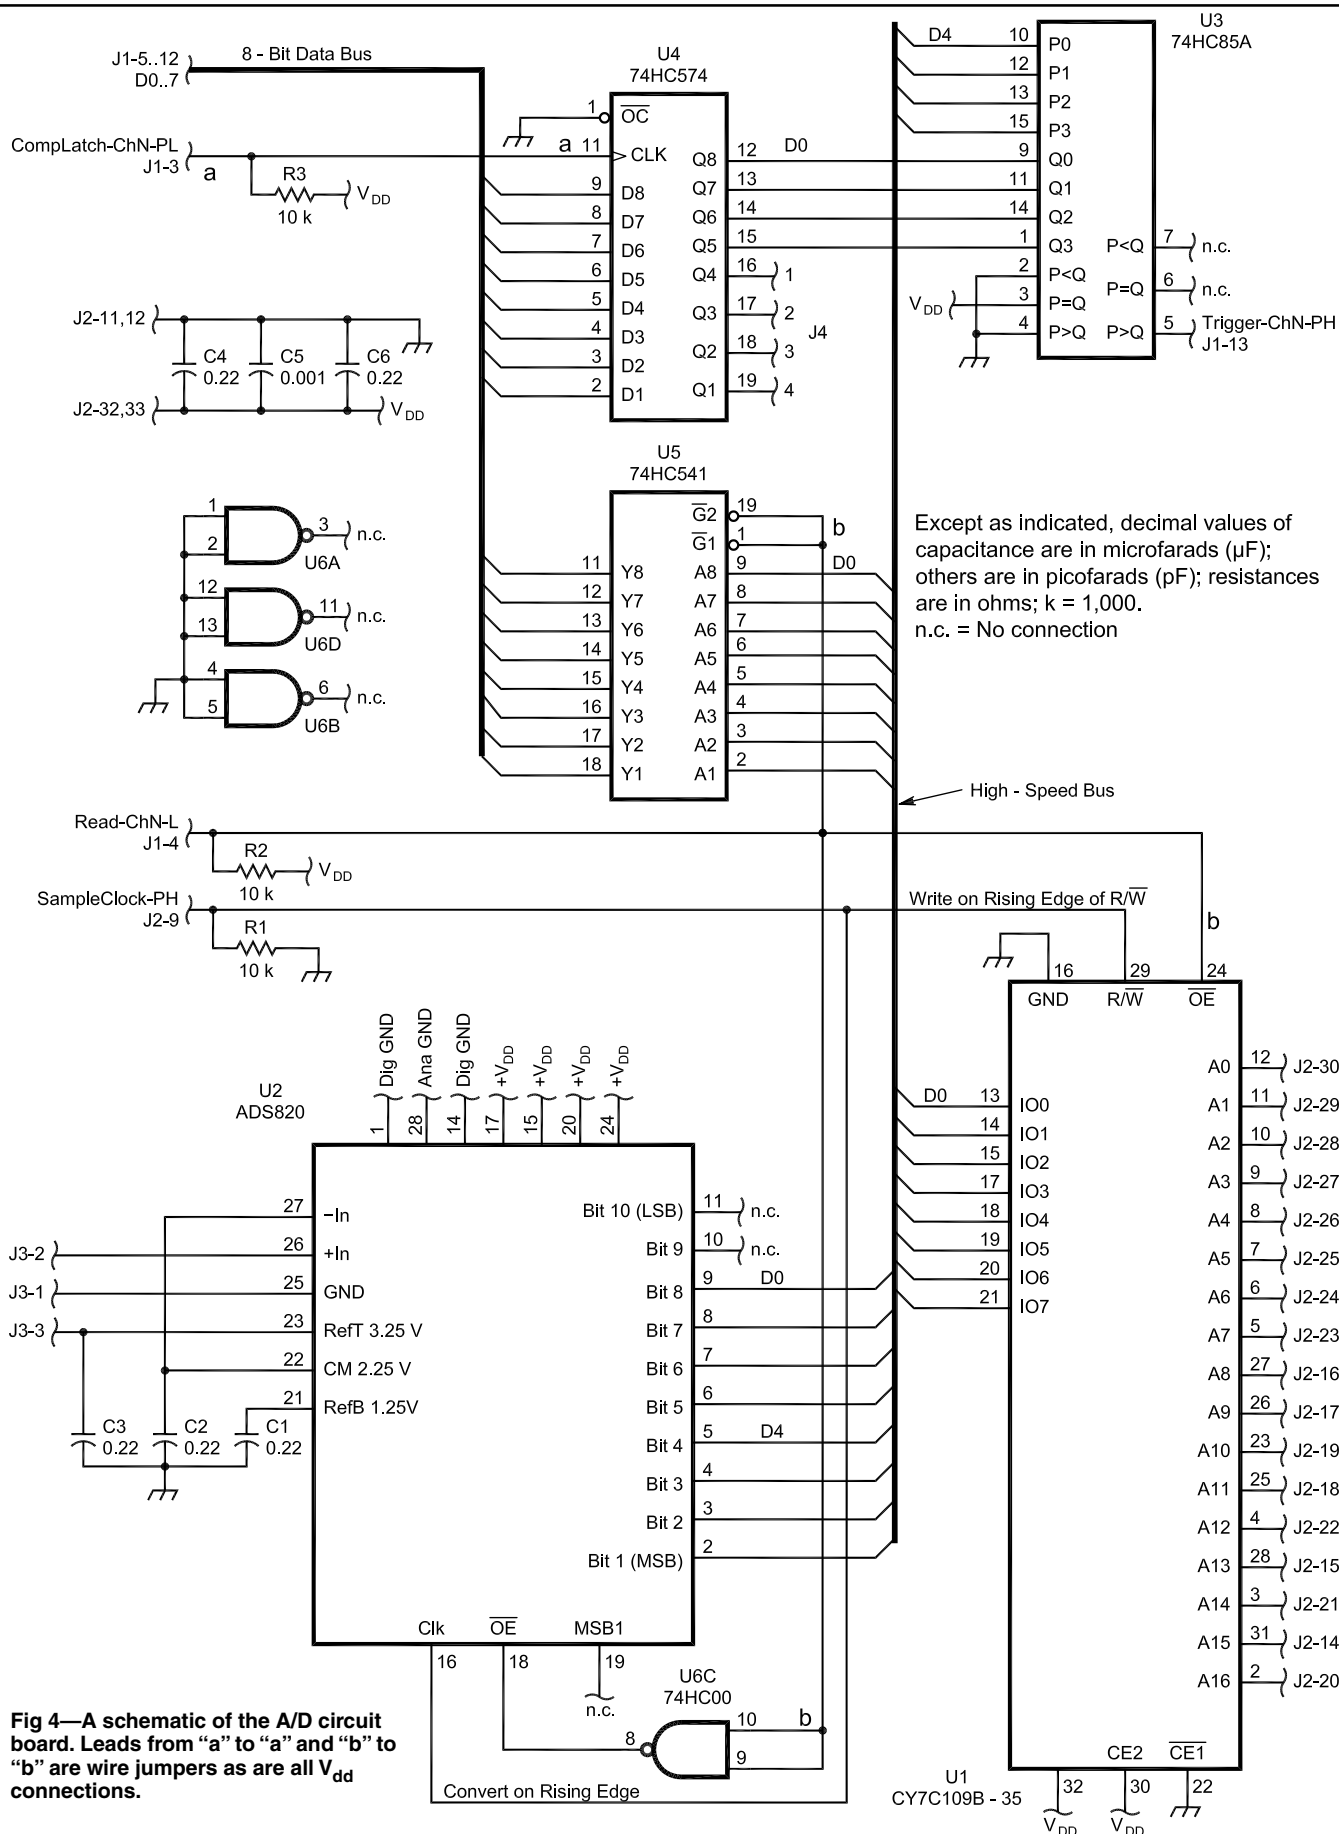 J1-5..12
D0..7
8 - Bit Data Bus
U4
74HC574
U3
74HC85A
CompLatch-ChN-PL
J1-3
a
R3
10 k
V_DD
1 O̅C̅
a 11 CLK
9 D8
8 D7
7 D6
6 D5
5 D4
4 D3
3 D2
2 D1
Q8 12 D0
Q7 13
Q6 14
Q5 15
Q4 16 1
Q3 17 2
Q2 18 3
Q1 19 4
J4
D4 10 P0
12 P1
13 P2
15 P3
9 Q0
11 Q1
14 Q2
1 Q3
2 P<Q
V_DD 3 P=Q
4 P>Q
P<Q 7 n.c.
P=Q 6 n.c.
P>Q 5 Trigger-ChN-PH
J1-13
J2-11,12
C4
0.22
C5
0.001
C6
0.22
J2-32,33
V_DD
U5
74HC541
1
2
3 n.c.
U6A
12
13
11 n.c.
U6D
4
5
6 n.c.
U6B
11 Y8
12 Y7
13 Y6
14 Y5
15 Y4
16 Y3
17 Y2
18 Y1
G̅2̅ 19
G̅1̅ 1
b
A8 9 D0
A7 8
A6 7
A5 6
A4 5
A3 4
A2 3
A1 2
Except as indicated, decimal values of
capacitance are in microfarads (µF);
others are in picofarads (pF); resistances
are in ohms; k = 1,000.
n.c. = No connection
High - Speed Bus
Read-ChN-L
J1-4
R2
10 k
V_DD
SampleClock-PH
J2-9
R1
10 k
Write on Rising Edge of R/W̅
b
16 29 24
GND R/W̅ O̅E̅
U2
ADS820
Dig GND
Ana GND
Dig GND
+V_DD
+V_DD
+V_DD
+V_DD
1 28 14 17 15 20 24
27 –In
J3-2 26 +In
J3-1 25 GND
J3-3 23 RefT 3.25 V
22 CM 2.25 V
21 RefB 1.25V
C3
0.22
C2
0.22
C1
0.22
Bit 10 (LSB) 11 n.c.
Bit 9 10 n.c.
Bit 8 9 D0
Bit 7 8
Bit 6 7
Bit 5 6
Bit 4 5 D4
Bit 3 4
Bit 2 3
Bit 1 (MSB) 2
Clk O̅E̅ MSB1
16 18 19
n.c.
U6C
74HC00
8
10
9
b
Convert on Rising Edge
D0 13 IO0
14 IO1
15 IO2
17 IO3
18 IO4
19 IO5
20 IO6
21 IO7
A0 12 J2-30
A1 11 J2-29
A2 10 J2-28
A3 9 J2-27
A4 8 J2-26
A5 7 J2-25
A6 6 J2-24
A7 5 J2-23
A8 27 J2-16
A9 26 J2-17
A10 23 J2-19
A11 25 J2-18
A12 4 J2-22
A13 28 J2-15
A14 3 J2-21
A15 31 J2-14
A16 2 J2-20
CE2 C̅E̅1̅
U1
CY7C109B - 35
32 30 22
V_DD V_DD
Fig 4—A schematic of the A/D circuit
board. Leads from “a” to “a” and “b” to
“b” are wire jumpers as are all V_dd
connections.